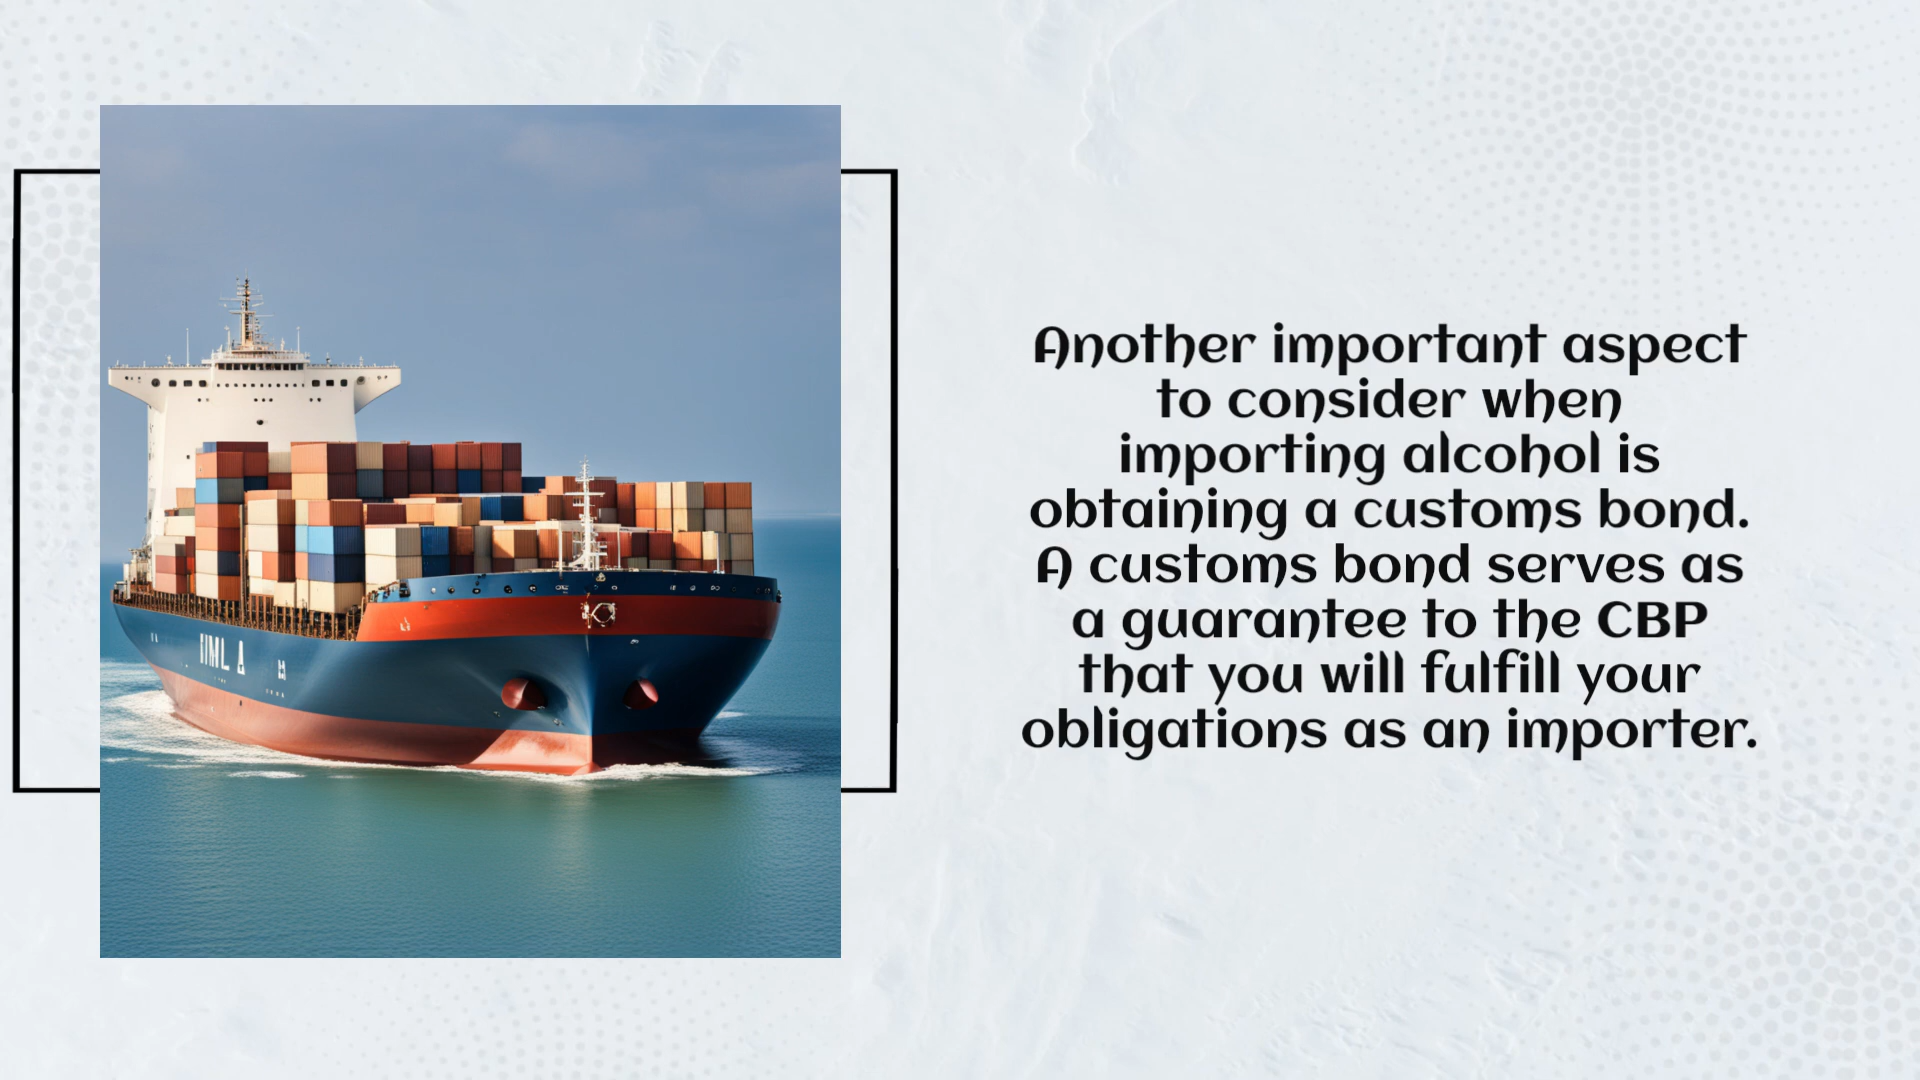 Another important aspect
to consider when
importing alcohol is
obtaining a customs bond.
A customs bond serves as
a guarantee to the CBP
that you will fulfill your
obligations as an importer.